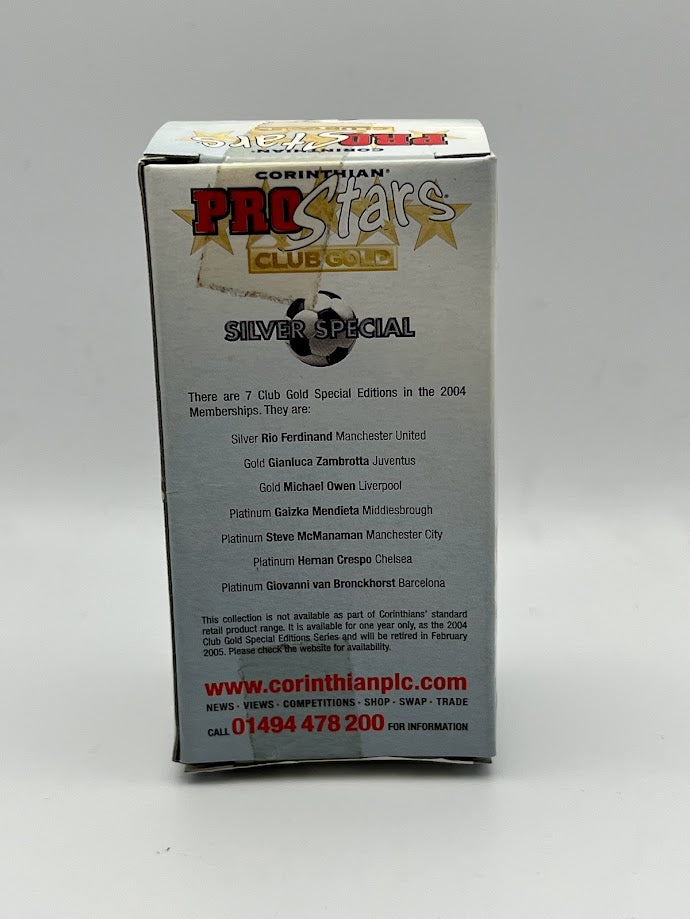 PROStars
CORINTHIAN
CLUB GOLD
CORINTHIAN®
PROStars®
CLUB GOLD
SILVER SPECIAL
There are 7 Club Gold Special Editions in the 2004
Memberships. They are:
Silver Rio Ferdinand Manchester United
Gold Gianluca Zambrotta Juventus
Gold Michael Owen Liverpool
Platinum Gaizka Mendieta Middlesbrough
Platinum Steve McManaman Manchester City
Platinum Hernan Crespo Chelsea
Platinum Giovanni van Bronckhorst Barcelona
This collection is not available as part of Corinthians' standard
retail product range. It is available for one year only, as the 2004
Club Gold Special Editions Series and will be retired in February
2005. Please check the website for availability.
www.corinthianplc.com
NEWS · VIEWS · COMPETITIONS · SHOP · SWAP · TRADE
CALL 01494 478 200 FOR INFORMATION